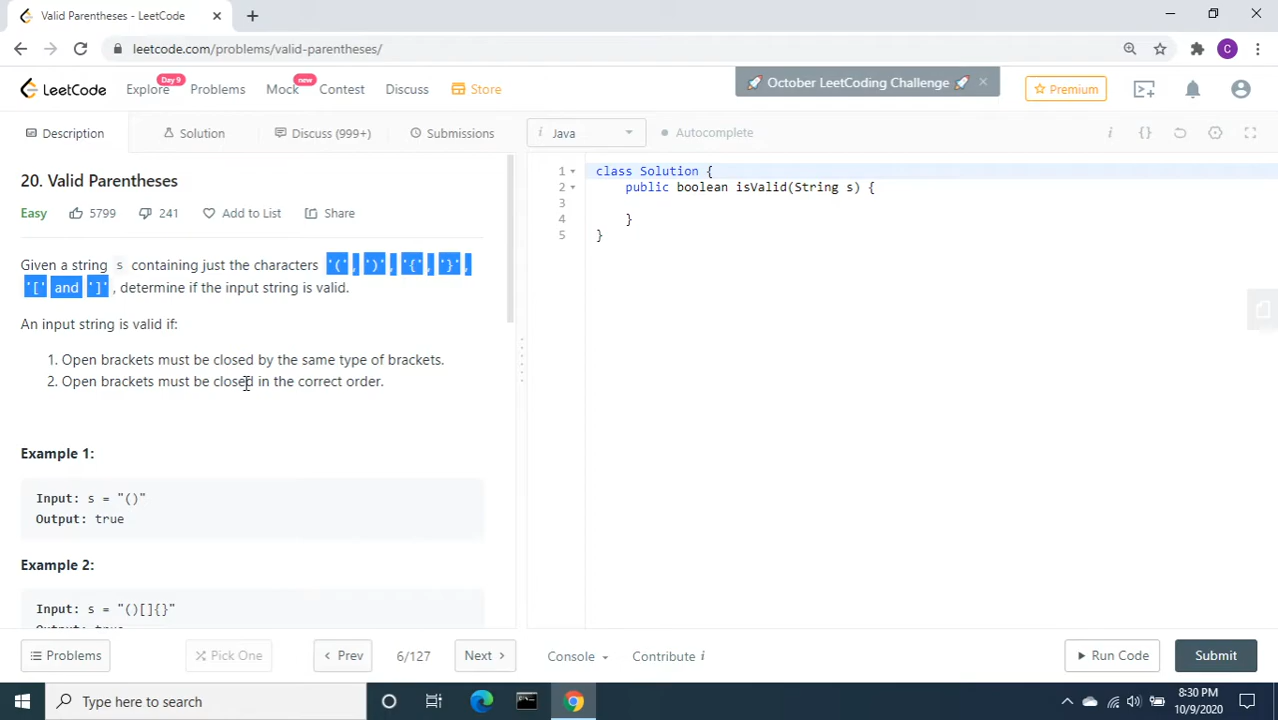 Valid Parentheses - LeetCode
leetcode.com/problems/valid-parentheses/
C
LeetCode
Explore
Day 9
Problems
Mock
new
Contest
Discuss
Store
🚀 October LeetCoding Challenge 🚀
Premium
Description
Solution
Discuss (999+)
Submissions
i Java
Autocomplete
i
{}
20. Valid Parentheses
Easy
5799
241
Add to List
Share
Given a string s containing just the characters '(', ')', '{', '}',
'[' and ']', determine if the input string is valid.
An input string is valid if:
1. Open brackets must be closed by the same type of brackets.
2. Open brackets must be closed in the correct order.
Example 1:
Input: s = "()"
Output: true
Example 2:
Input: s = "()[]{}"
Output: true
1 class Solution {
2 public boolean isValid(String s) {
3
4 }
5 }
Problems
Pick One
< Prev
6/127
Next >
Console
Contribute i
Run Code
Submit
Type here to search
8:30 PM
10/9/2020